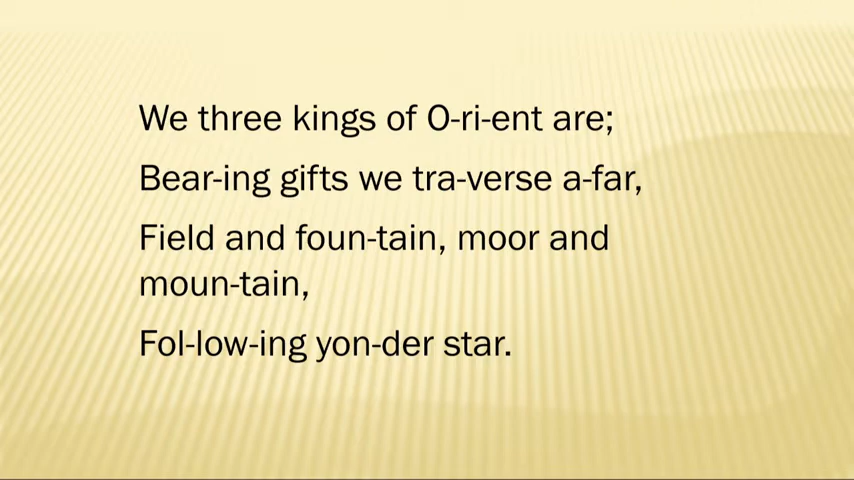 We three kings of O-ri-ent are;
Bear-ing gifts we tra-verse a-far,
Field and foun-tain, moor and
moun-tain,
Fol-low-ing yon-der star.